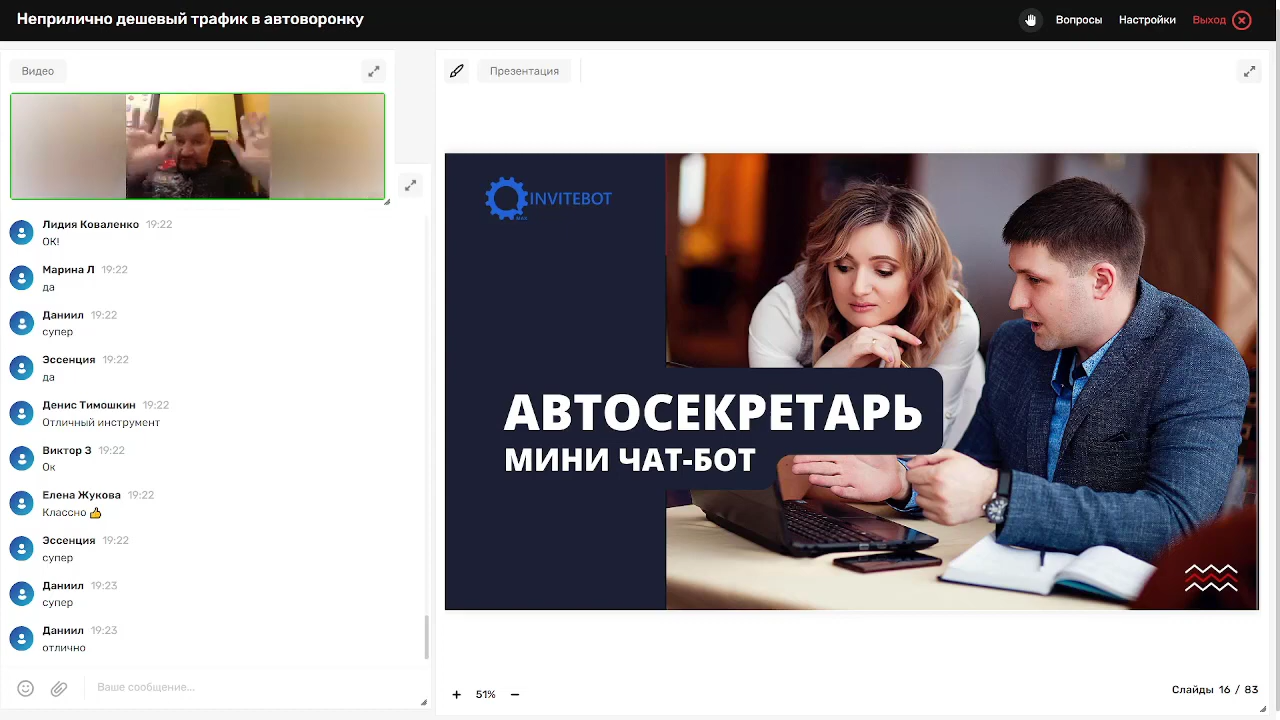 Неприлично дешевый трафик в автоворонку
Вопросы
Настройки
Выход
Видео
Презентация
Лидия Коваленко 19:22
ОК!
Марина Л 19:22
да
Даниил 19:22
супер
Эссенция 19:22
да
Денис Тимошкин 19:22
Отличный инструмент
Виктор З 19:22
Ок
Елена Жукова 19:22
Классно 👍
Эссенция 19:22
супер
Даниил 19:23
супер
Даниил 19:23
отлично
Ваше сообщение...
INVITEBOT
MAX
АВТОСЕКРЕТАРЬ
МИНИ ЧАТ-БОТ
+ 51% −
Слайды 16 / 83